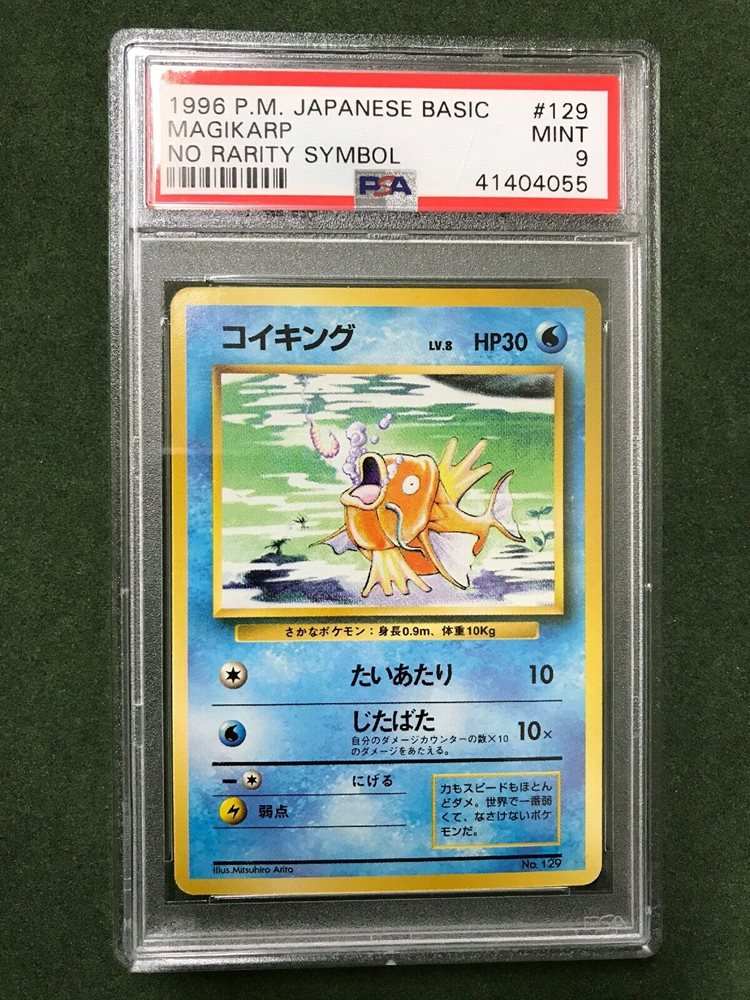 1996 P.M. JAPANESE BASIC #129
MAGIKARP MINT
NO RARITY SYMBOL 9
PSA 41404055
コイキング LV.8 HP30
さかなポケモン：身長0.9m、体重10Kg
たいあたり 10
じたばた 10×
自分のダメージカウンターの数×10
のダメージをあたえる。
にげる
弱点
力もスピードもほとん
どダメ。世界で一番弱
くて、なさけないポケ
モンだ。
Illus.Mitsuhiro Arita No.129
PSA